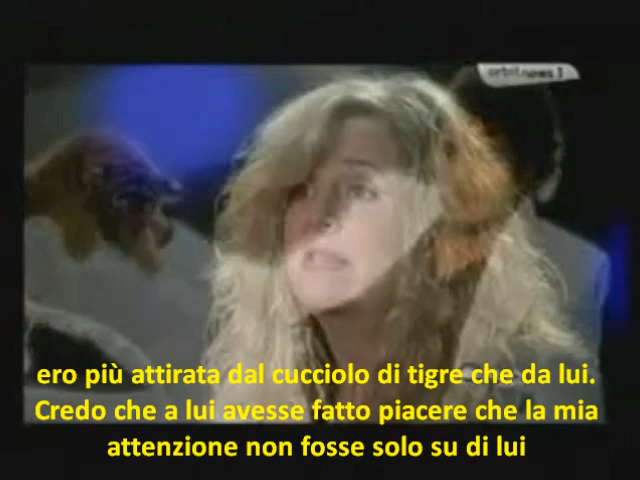 orbit news 1
ero più attirata dal cucciolo di tigre che da lui.
Credo che a lui avesse fatto piacere che la mia
attenzione non fosse solo su di lui